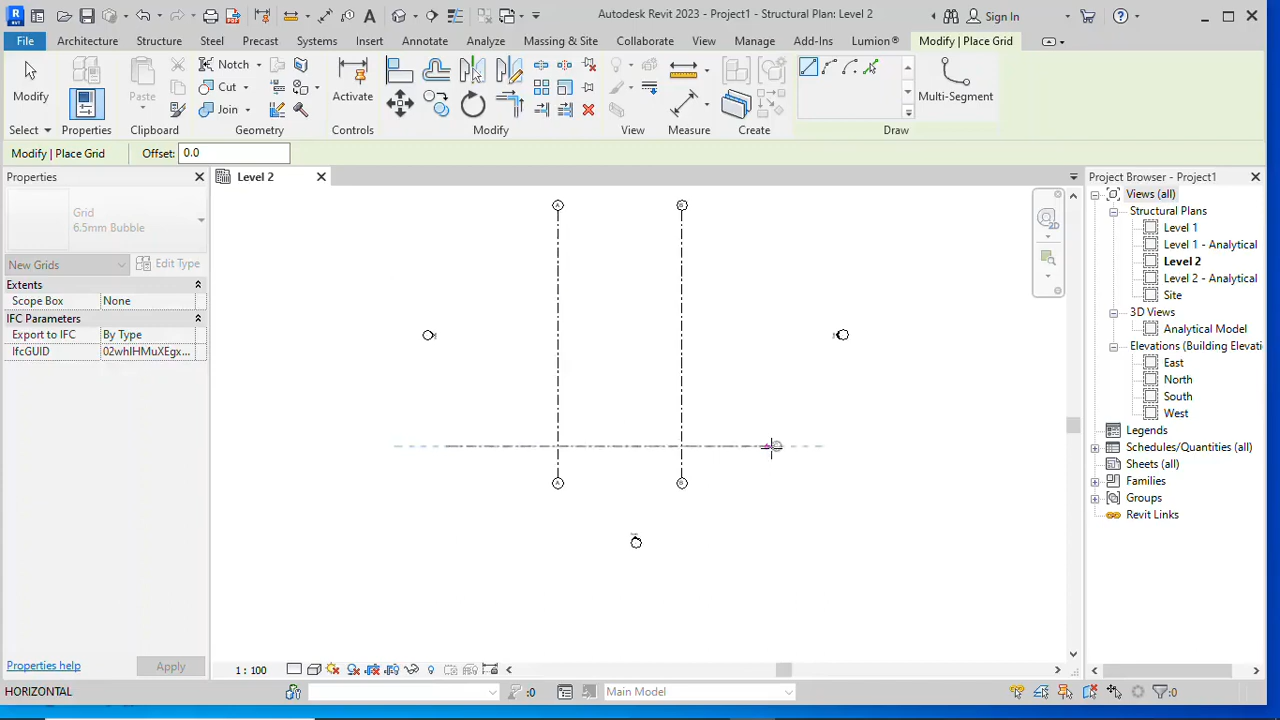 Autodesk Revit 2023 - Project1 - Structural Plan: Level 2
Sign In
File Architecture Structure Steel Precast Systems Insert Annotate Analyze Massing & Site Collaborate View Manage Add-Ins Lumion® Modify | Place Grid
Modify
Paste
Notch
Cut
Join
Activate
Multi-Segment
Select Properties Clipboard Geometry Controls Modify View Measure Create Draw
Modify | Place Grid Offset: 0.0
Properties
Grid
6.5mm Bubble
New Grids Edit Type
Extents
Scope Box None
IFC Parameters
Export to IFC By Type
IfcGUID 02whIHMuXEgx...
Properties help Apply
Level 2
A B
A B
2D
Project Browser - Project1
Views (all)
Structural Plans
Level 1
Level 1 - Analytical
Level 2
Level 2 - Analytical
Site
3D Views
Analytical Model
Elevations (Building Elevati
East
North
South
West
Legends
Schedules/Quantities (all)
Sheets (all)
Families
Groups
Revit Links
1 : 100
HORIZONTAL :0 Main Model :0